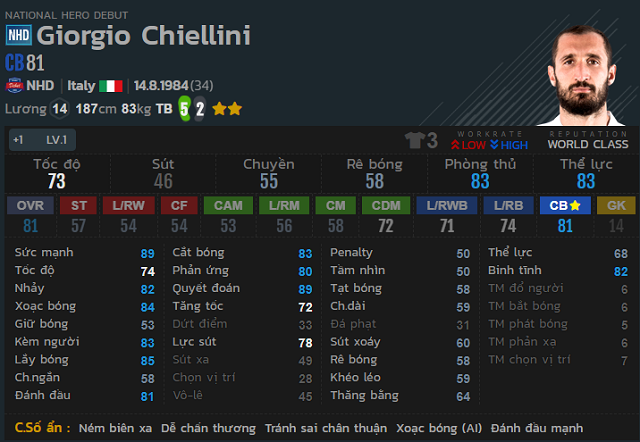 NATIONAL HERO DEBUT
NHD Giorgio Chiellini
CB 81
NHD Italy 14.8.1984 (34)
Lương 14 187cm 83kg TB 5 2
+1 LV.1 3 WORKRATE LOW HIGH REPUTATION WORLD CLASS
Tốc độ Sút Chuyền Rê bóng Phòng thủ Thể lực
73 46 55 58 83 83
OVR ST L/RW CF CAM L/RM CM CDM L/RWB L/RB CB GK
81 57 54 54 53 56 58 72 71 74 81 14
Sức mạnh 89 Cắt bóng 83 Penalty 50 Thể lực 68
Tốc độ 74 Phản ứng 80 Tầm nhìn 50 Bình tĩnh 82
Nhảy 82 Quyết đoán 89 Tạt bóng 58 TM đổ người 6
Xoạc bóng 84 Tăng tốc 72 Ch.dài 59 TM bắt bóng 6
Giữ bóng 53 Dứt điểm 33 Đá phạt 31 TM phát bóng 5
Kèm người 83 Lực sút 78 Sút xoáy 60 TM phản xạ 6
Lấy bóng 85 Sút xa 49 Rê bóng 58 TM chọn vị trí 7
Ch.ngắn 58 Chọn vị trí 28 Khéo léo 59
Đánh đầu 81 Vô-lê 45 Thăng bằng 64
C.Số ẩn : Ném biên xa Dễ chấn thương Tránh sai chân thuận Xoạc bóng (AI) Đánh đầu mạnh